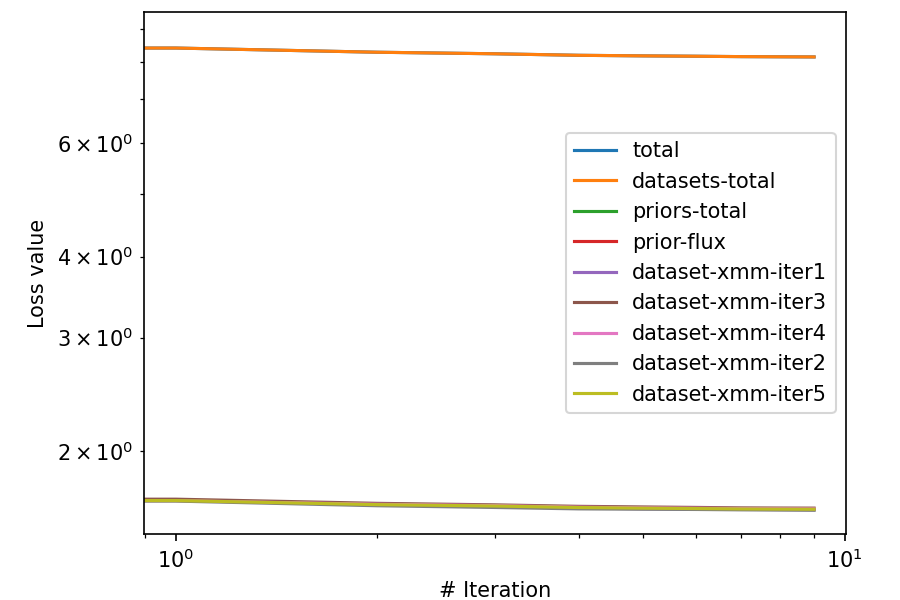 6 × 10⁰
4 × 10⁰
3 × 10⁰
2 × 10⁰
Loss value
total
datasets-total
priors-total
prior-flux
dataset-xmm-iter1
dataset-xmm-iter3
dataset-xmm-iter4
dataset-xmm-iter2
dataset-xmm-iter5
10⁰
10¹
# Iteration